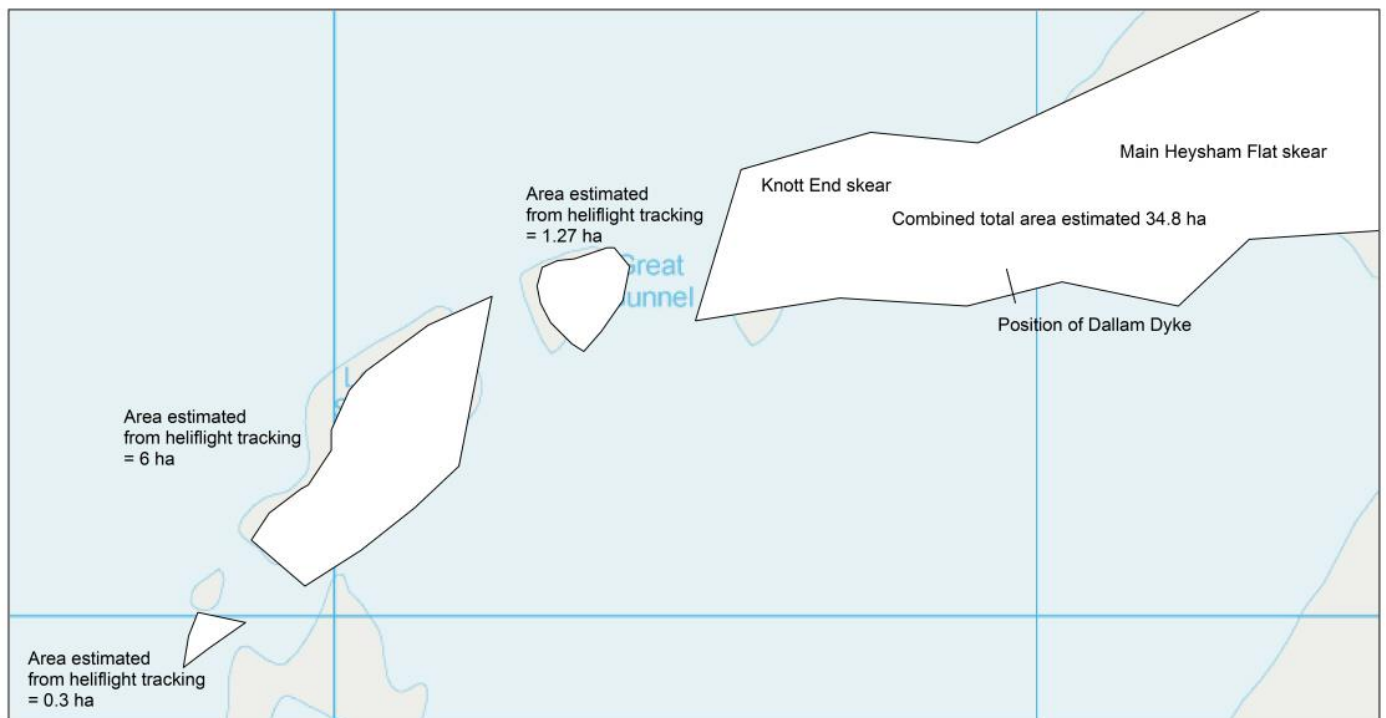 Main Heysham Flat skear
Knott End skear
Area estimated
from heliflight tracking
= 1.27 ha
Combined total area estimated 34.8 ha
Great
Position of Dallam Dyke
Area estimated
from heliflight tracking
= 6 ha
Area estimated
from heliflight tracking
= 0.3 ha